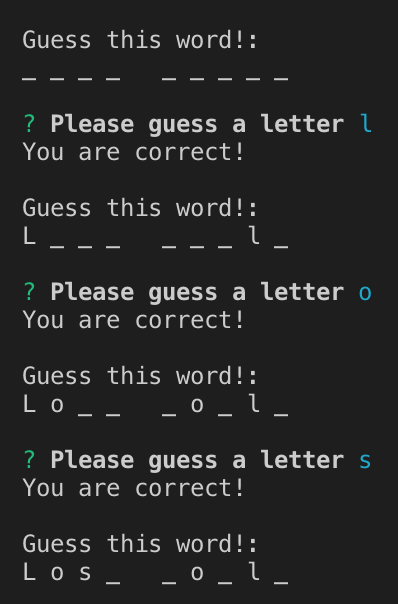 Guess this word!:
_ _ _ _   _ _ _ _ _
? Please guess a letter l
You are correct!
Guess this word!:
L _ _ _   _ _ _ l _
? Please guess a letter o
You are correct!
Guess this word!:
L o _ _   _ o _ l _
? Please guess a letter s
You are correct!
Guess this word!:
L o s _   _ o _ l _